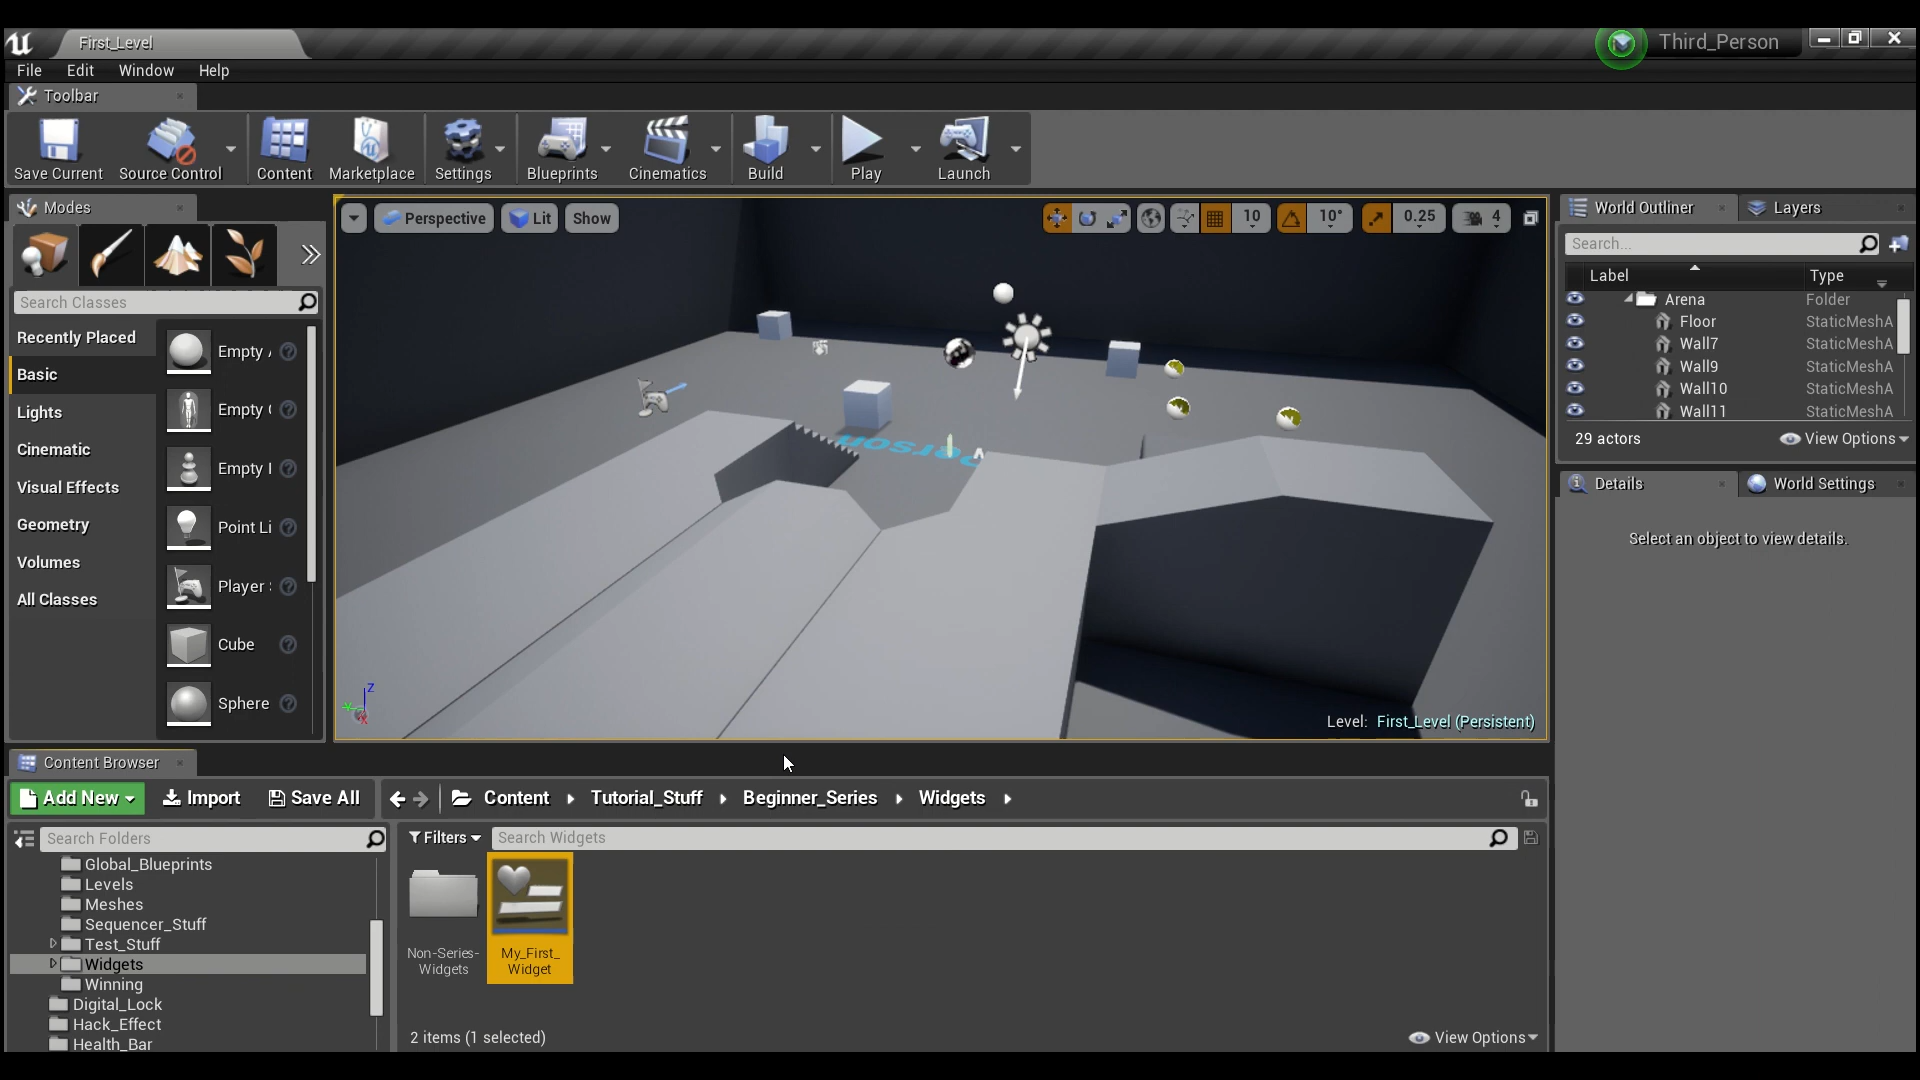 First_Level
Third_Person
File Edit Window Help
Toolbar
Save Current Source Control Content Marketplace Settings Blueprints Cinematics Build Play Launch
Modes
Search Classes
Recently Placed
Basic
Lights
Cinematic
Visual Effects
Geometry
Volumes
All Classes
Empty
Empty
Empty
Point Li
Player
Cube
Sphere
Perspective Lit Show
10 10° 0.25 4
person
Z
Y
X
Level: First_Level (Persistent)
World Outliner Layers
Search...
Label Type
Arena Folder
Floor StaticMeshA
Wall7 StaticMeshA
Wall9 StaticMeshA
Wall10 StaticMeshA
Wall11 StaticMeshA
29 actors View Options
Details World Settings
Select an object to view details.
Content Browser
Add New Import Save All Content Tutorial_Stuff Beginner_Series Widgets
Search Folders
Global_Blueprints
Levels
Meshes
Sequencer_Stuff
Test_Stuff
Widgets
Winning
Digital_Lock
Hack_Effect
Health_Bar
Filters Search Widgets
Non-Series-
Widgets
My_First_
Widget
2 items (1 selected) View Options